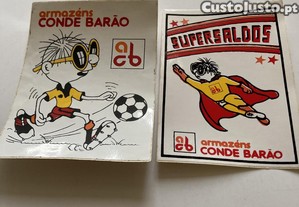 CustoJusto.pt
armazéns
CONDE BARÃO
acb
SUPERSALDOS
acb
armazéns
CONDE BARÃO